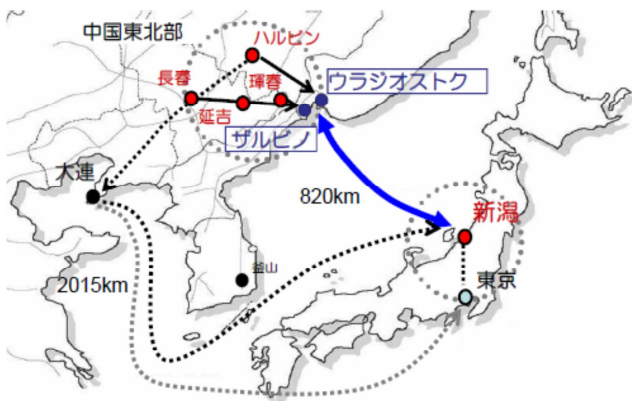 中国東北部
ハルビン
長春
琿春
ウラジオストク
延吉
ザルビノ
大連
820km
新潟
釜山
2015km
東京